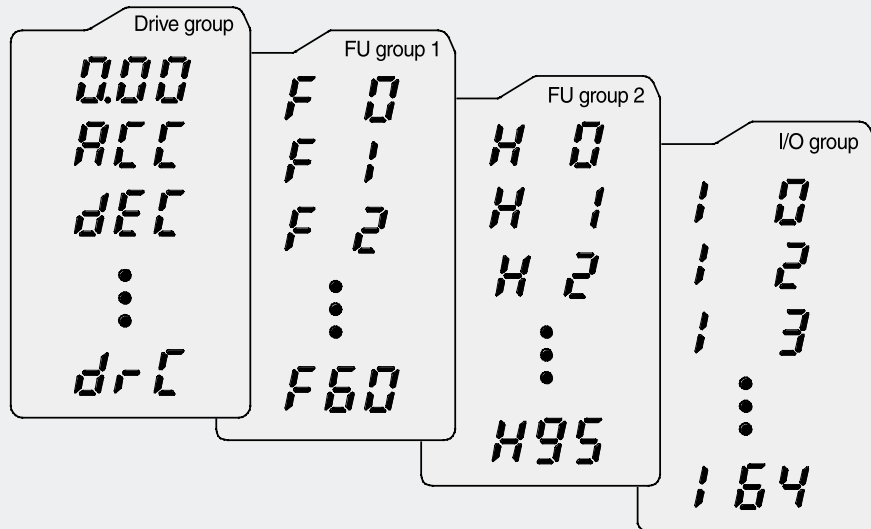 Drive group
0.00
ACC
dEC
drC
FU group 1
F 0
F 1
F 2
F60
FU group 2
H 0
H 1
H 2
H95
I/O group
I 0
I 2
I 3
I 64